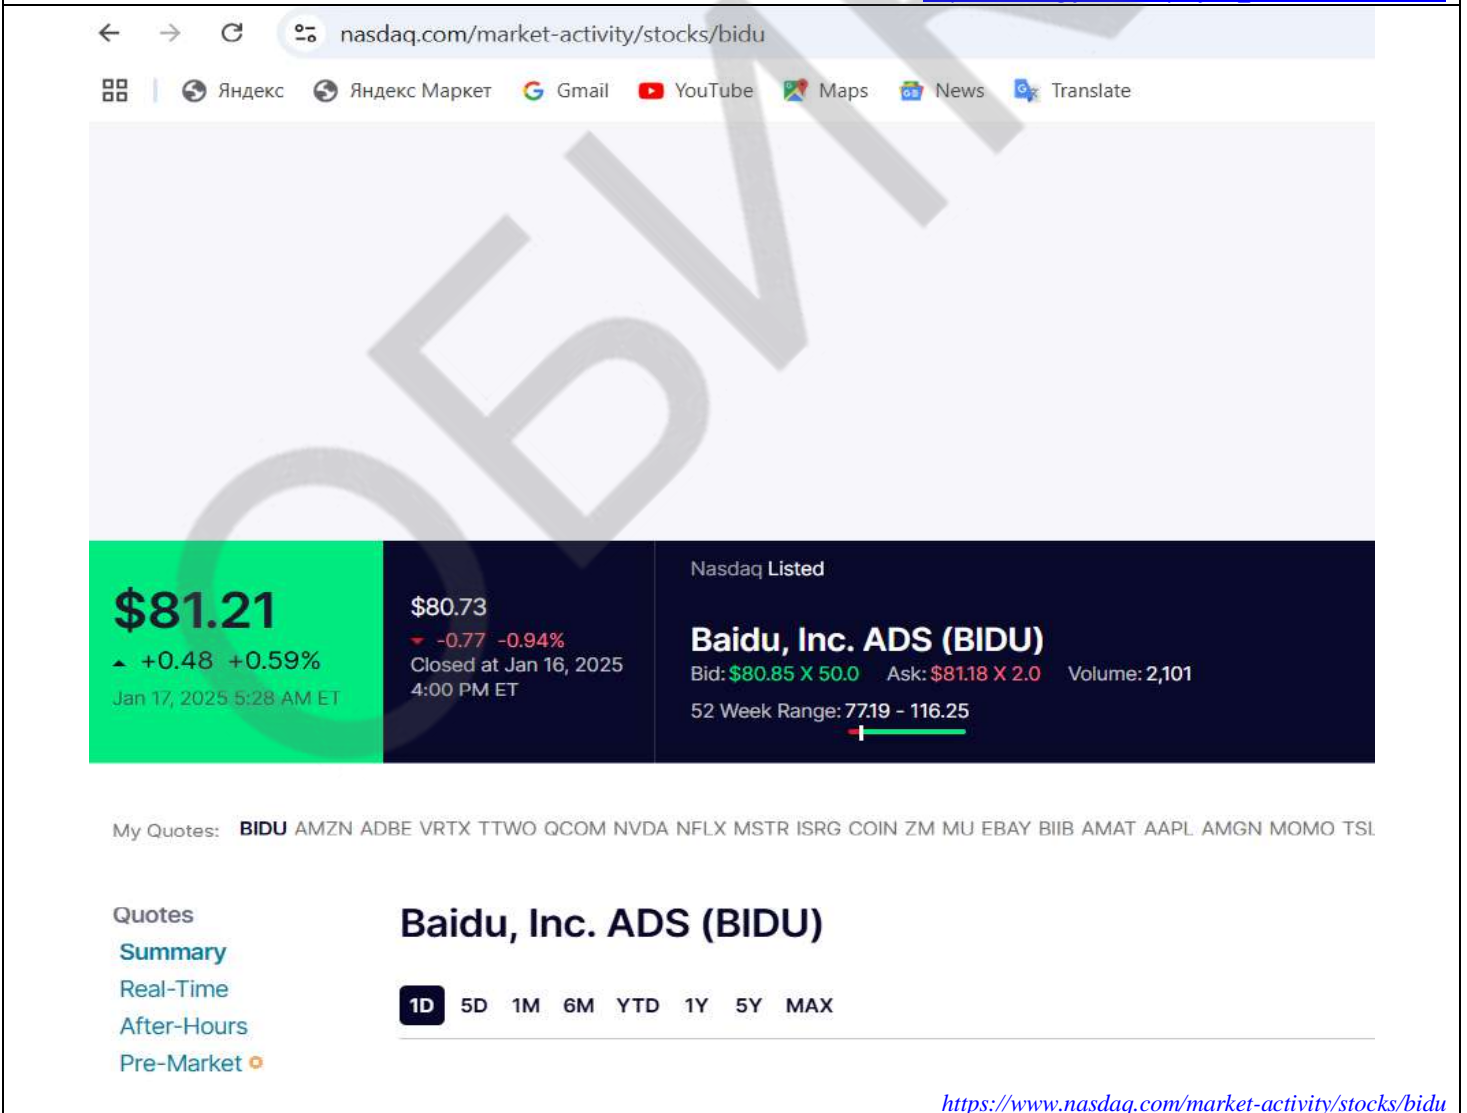 nasdaq.com/market-activity/stocks/bidu
Яндекс Яндекс Маркет Gmail YouTube Maps News Translate
Nasdaq Listed
$81.21
+0.48 +0.59%
Jan 17, 2025 5:28 AM ET
$80.73
-0.77 -0.94%
Closed at Jan 16, 2025
4:00 PM ET
Baidu, Inc. ADS (BIDU)
Bid: $80.85 X 50.0 Ask: $81.18 X 2.0 Volume: 2,101
52 Week Range: 77.19 - 116.25
My Quotes: BIDU AMZN ADBE VRTX TTWO QCOM NVDA NFLX MSTR ISRG COIN ZM MU EBAY BIIB AMAT AAPL AMGN MOMO TSL
Quotes
Summary
Real-Time
After-Hours
Pre-Market
Baidu, Inc. ADS (BIDU)
1D 5D 1M 6M YTD 1Y 5Y MAX
https://www.nasdaq.com/market-activity/stocks/bidu